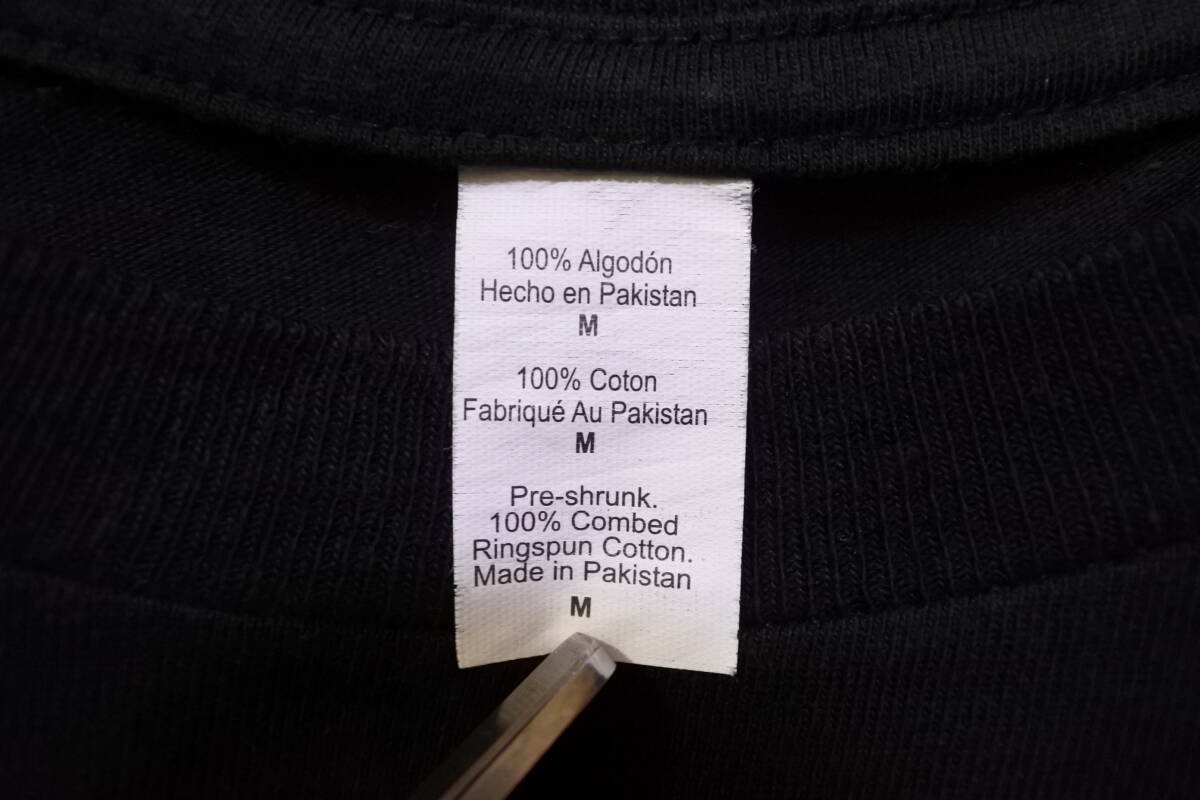 100% Algodón
Hecho en Pakistan
M
100% Coton
Fabriqué Au Pakistan
M
Pre-shrunk.
100% Combed
Ringspun Cotton.
Made in Pakistan
M